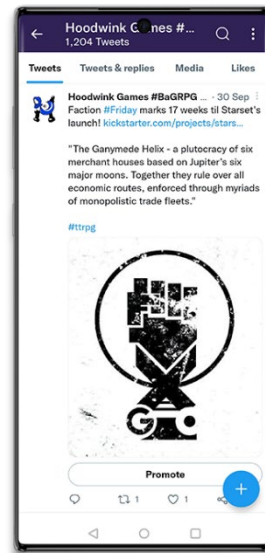 Hoodwink Games #...
1,204 Tweets
Tweets Tweets & replies Media Likes
Hoodwink Games #BaGRPG ... · 30 Sep
Faction #Friday marks 17 weeks til Starset's
launch! kickstarter.com/projects/stars...
"The Ganymede Helix - a plutocracy of six
merchant houses based on Jupiter's six
major moons. Together they rule over all
economic routes, enforced through myriads
of monopolistic trade fleets."
#ttrpg
Promote
1 1